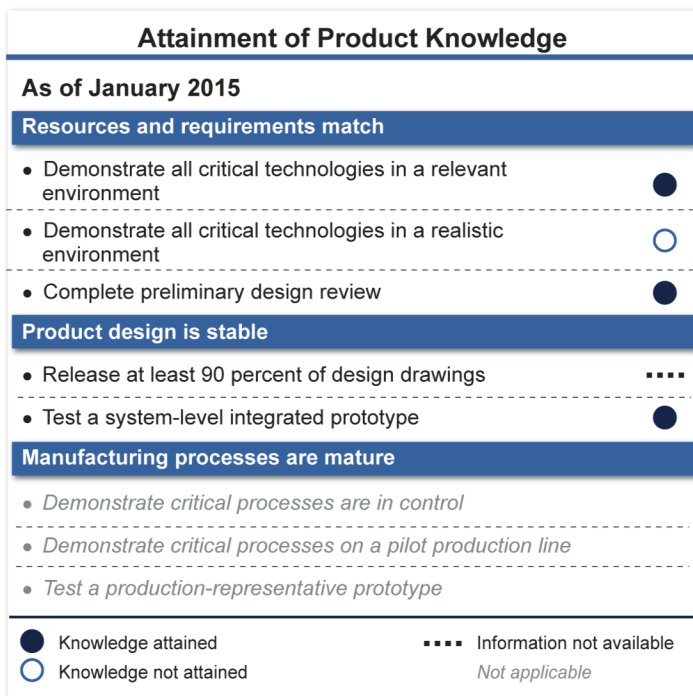 Attainment of Product Knowledge
As of January 2015
Resources and requirements match
● Demonstrate all critical technologies in a relevant
environment
● Demonstrate all critical technologies in a realistic
environment
● Complete preliminary design review
Product design is stable
● Release at least 90 percent of design drawings
● Test a system-level integrated prototype
Manufacturing processes are mature
● Demonstrate critical processes are in control
● Demonstrate critical processes on a pilot production line
● Test a production-representative prototype
Knowledge attained
Information not available
Knowledge not attained
Not applicable